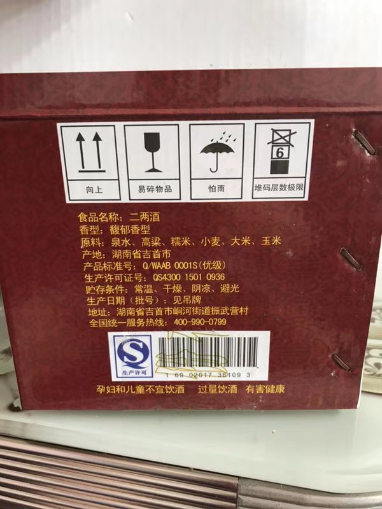 6
向上
易碎物品
怕雨
堆码层数极限
食品名称：二两酒
香型：馥郁香型
原料：泉水、高粱、糯米、小麦、大米、玉米
产地：湖南省吉首市
产品标准号：Q/WAAB 0001S(优级)
生产许可证号：QS4300 1501 0936
贮存条件：常温、干燥、阴凉、避光
生产日期（批号）：见吊牌
地址：湖南省吉首市峒河街道振武营村
全国统一服务热线：400-990-0799
QS
生产许可
孕妇和儿童不宜饮酒 过量饮酒 有害健康